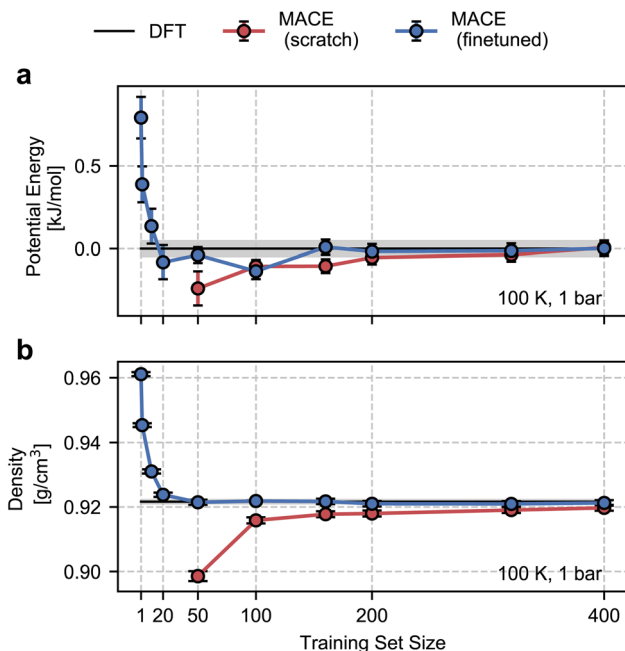 DFT
MACE
(scratch)
MACE
(finetuned)
a
Potential Energy
[kJ/mol]
0.5
0.0
100 K, 1 bar
b
Density
[g/cm³]
0.96
0.94
0.92
0.90
100 K, 1 bar
1 20 50 100 200 400
Training Set Size